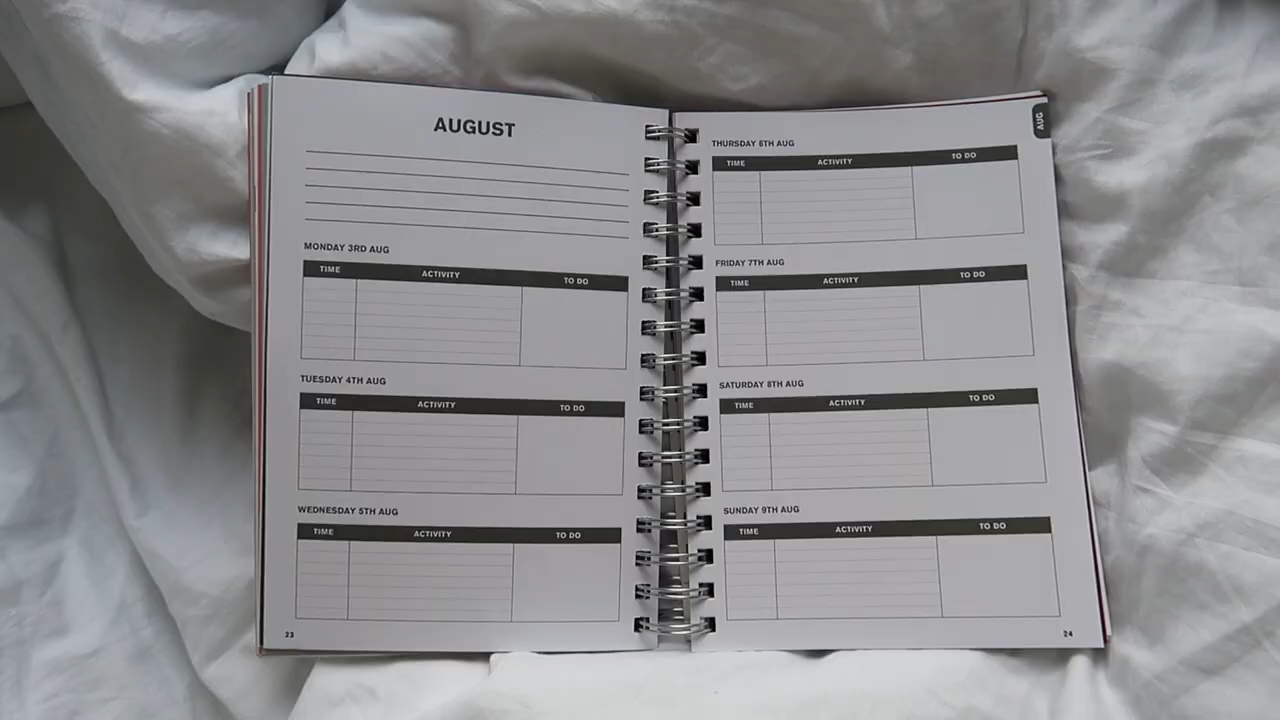 AUGUST
MONDAY 3RD AUG
TIME ACTIVITY TO DO
TUESDAY 4TH AUG
TIME ACTIVITY TO DO
WEDNESDAY 5TH AUG
TIME ACTIVITY TO DO
23
AUG
THURSDAY 6TH AUG
TIME ACTIVITY TO DO
FRIDAY 7TH AUG
TIME ACTIVITY TO DO
SATURDAY 8TH AUG
TIME ACTIVITY TO DO
SUNDAY 9TH AUG
TIME ACTIVITY TO DO
24